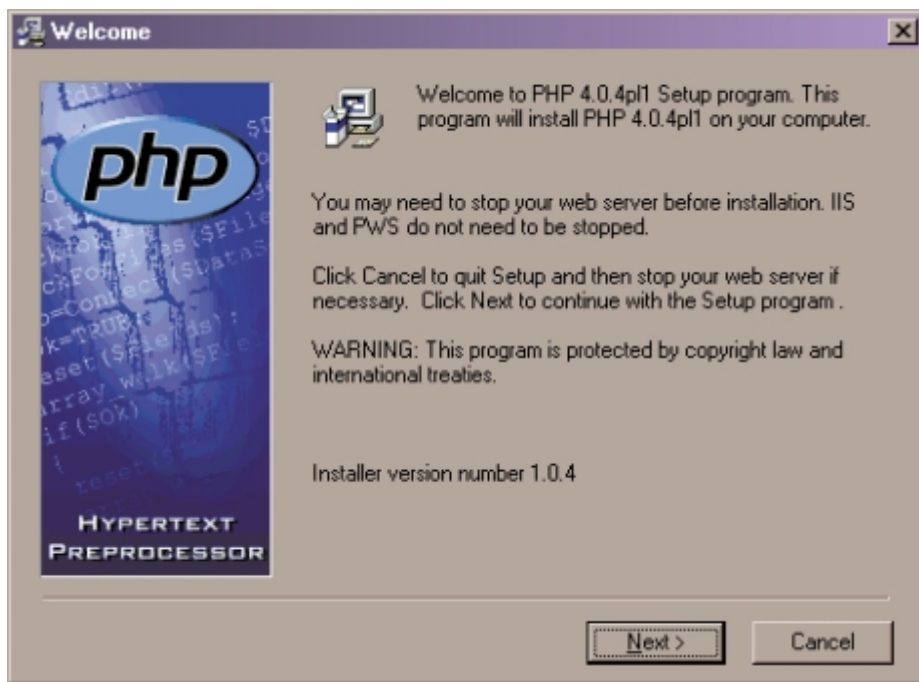 Welcome
php
HYPERTEXT
PREPROCESSOR
Welcome to PHP 4.0.4pl1 Setup program. This
program will install PHP 4.0.4pl1 on your computer.
You may need to stop your web server before installation. IIS
and PWS do not need to be stopped.
Click Cancel to quit Setup and then stop your web server if
necessary. Click Next to continue with the Setup program .
WARNING: This program is protected by copyright law and
international treaties.
Installer version number 1.0.4
Next >
Cancel